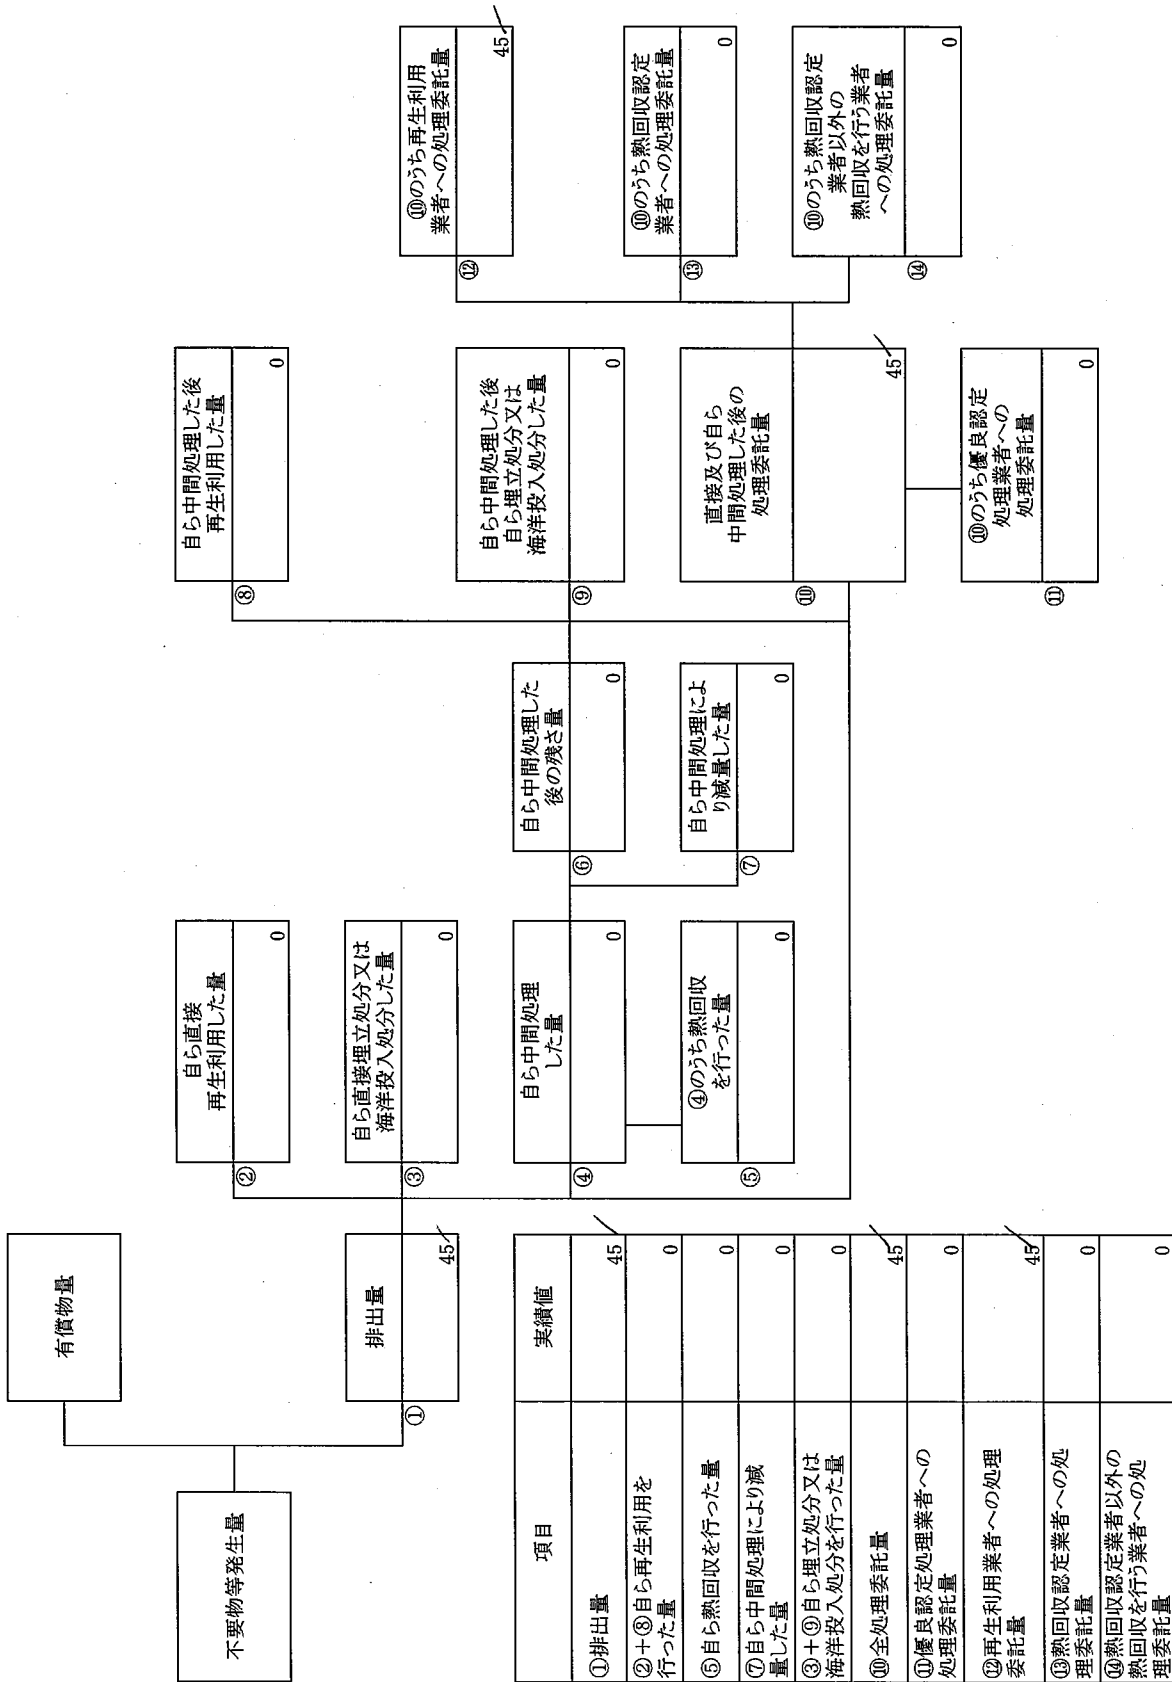 不要物等発生量
有償物量
排出量
①
45
自ら直接
再生利用した量
②
0
自ら直接埋立処分又は
海洋投入処分した量
③
0
自ら中間処理
した量
④
0
④のうち熱回収
を行った量
⑤
0
自ら中間処理した
後の残さ量
⑥
0
自ら中間処理によ
り減量した量
⑦
0
自ら中間処理した後
再生利用した量
⑧
0
自ら中間処理した後
自ら埋立処分又は
海洋投入処分した量
⑨
0
直接及び自ら
中間処理した後の
処理委託量
⑩
45
⑩のうち優良認定
処理業者への
処理委託量
⑪
0
⑩のうち再生利用
業者への処理委託量
⑫
45
⑩のうち熱回収認定
業者への処理委託量
⑬
0
⑩のうち熱回収認定
業者以外の
熱回収を行う業者
への処理委託量
⑭
0
項目 実績値
①排出量 45
②+⑧自ら再生利用を
行った量 0
⑤自ら熱回収を行った量 0
⑦自ら中間処理により減
量した量 0
③+⑨自ら埋立処分又は
海洋投入処分を行った量 0
⑩全処理委託量 45
⑪優良認定処理業者への
処理委託量 0
⑫再生利用業者への処理
委託量 45
⑬熱回収認定業者への処
理委託量 0
⑭熱回収認定業者以外の
熱回収を行う業者への処
理委託量 0